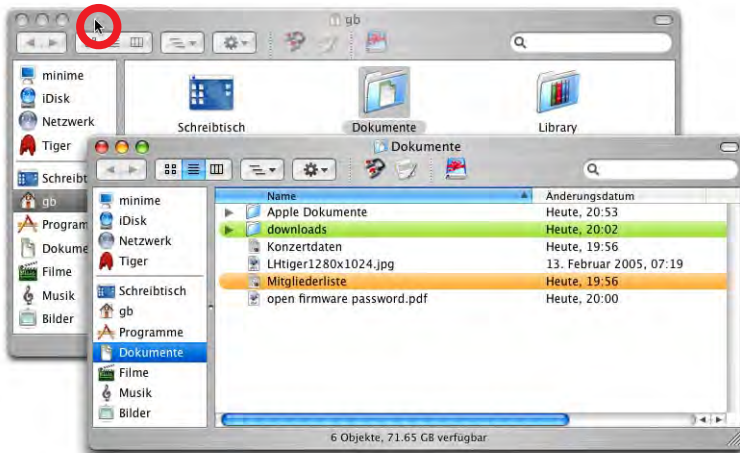 gb
minime
iDisk
Netzwerk
Tiger
Schreibt
gb
Program
Dokume
Filme
Musik
Bilder
Schreibtisch
Dokumente
Library
Dokumente
minime
iDisk
Netzwerk
Tiger
Schreibtisch
gb
Programme
Dokumente
Filme
Musik
Bilder
Name Änderungsdatum
Apple Dokumente Heute, 20:53
downloads Heute, 20:02
Konzertdaten Heute, 19:56
LHtiger1280x1024.jpg 13. Februar 2005, 07:19
Mitgliederliste Heute, 19:56
open firmware password.pdf Heute, 20:00
6 Objekte, 71.65 GB verfügbar